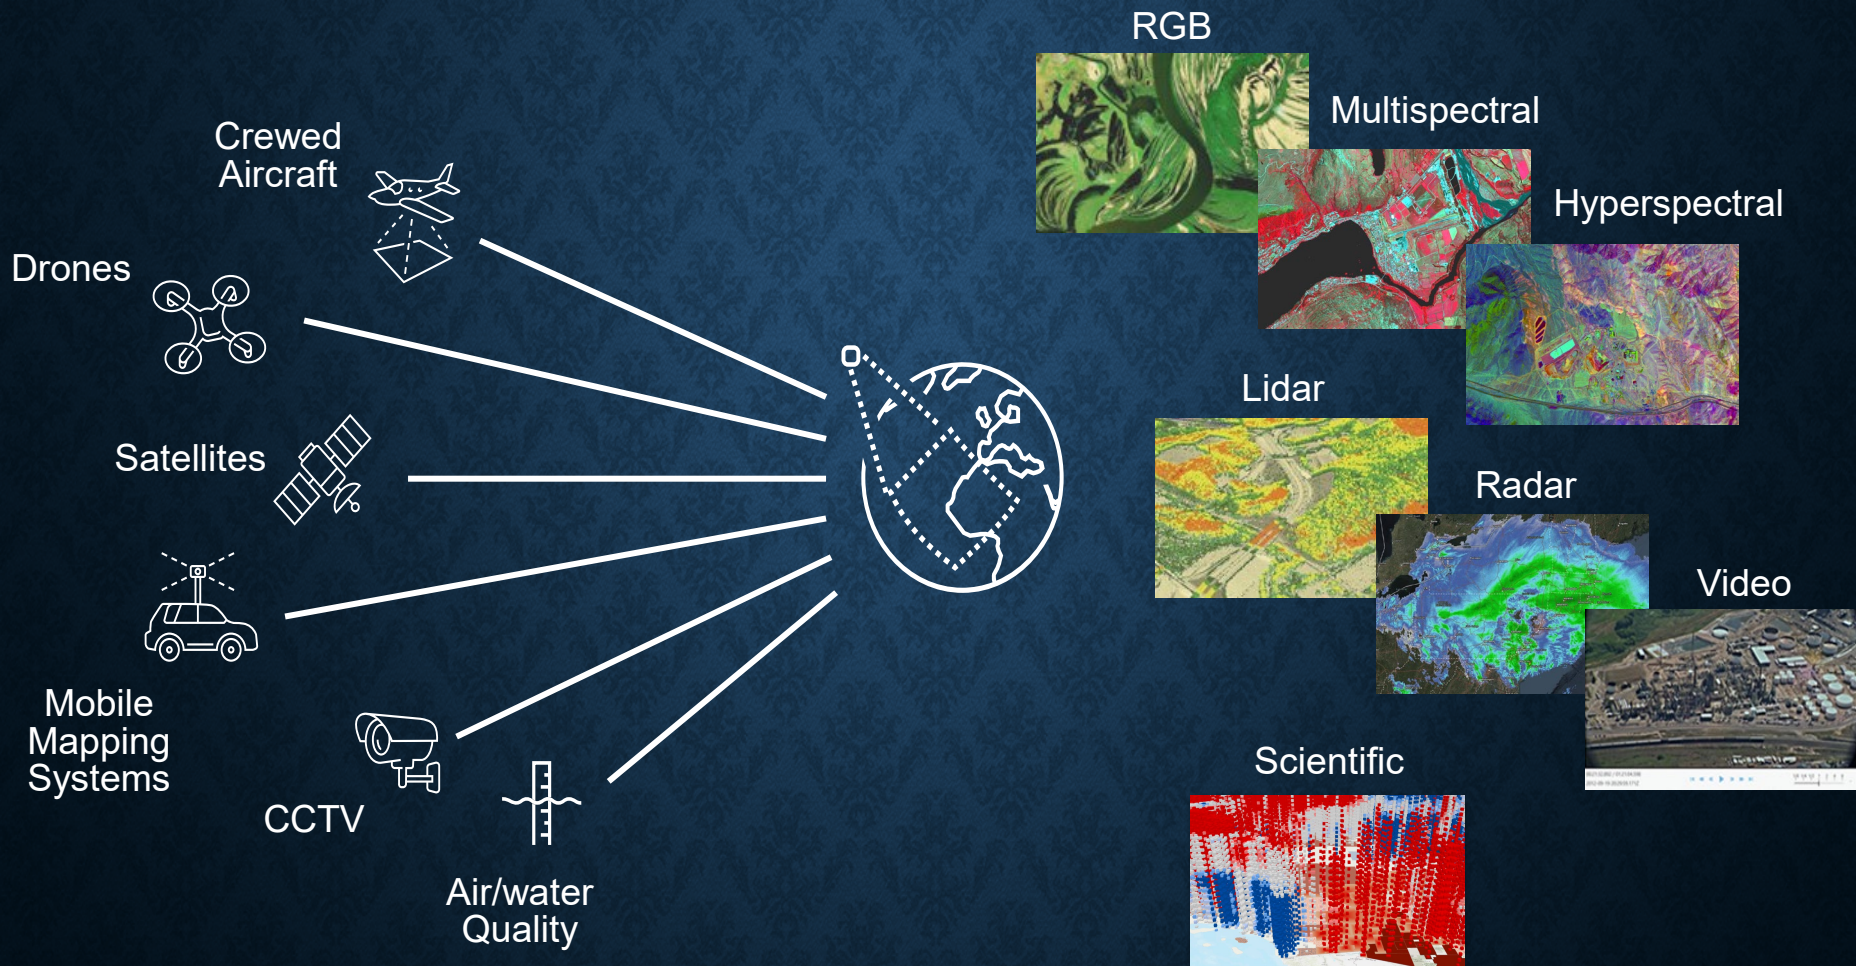 RGB
Multispectral
Hyperspectral
Crewed
Aircraft
Drones
Satellites
Mobile
Mapping
Systems
CCTV
Air/water
Quality
Lidar
Radar
Video
Scientific